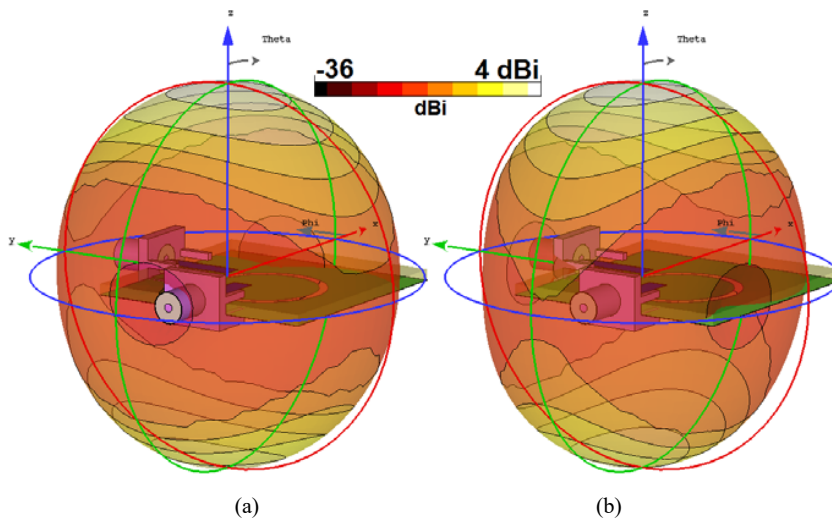 z z
Theta Theta
-36 4 dBi
dBi
Phi x Phi x
y y
(a) (b)